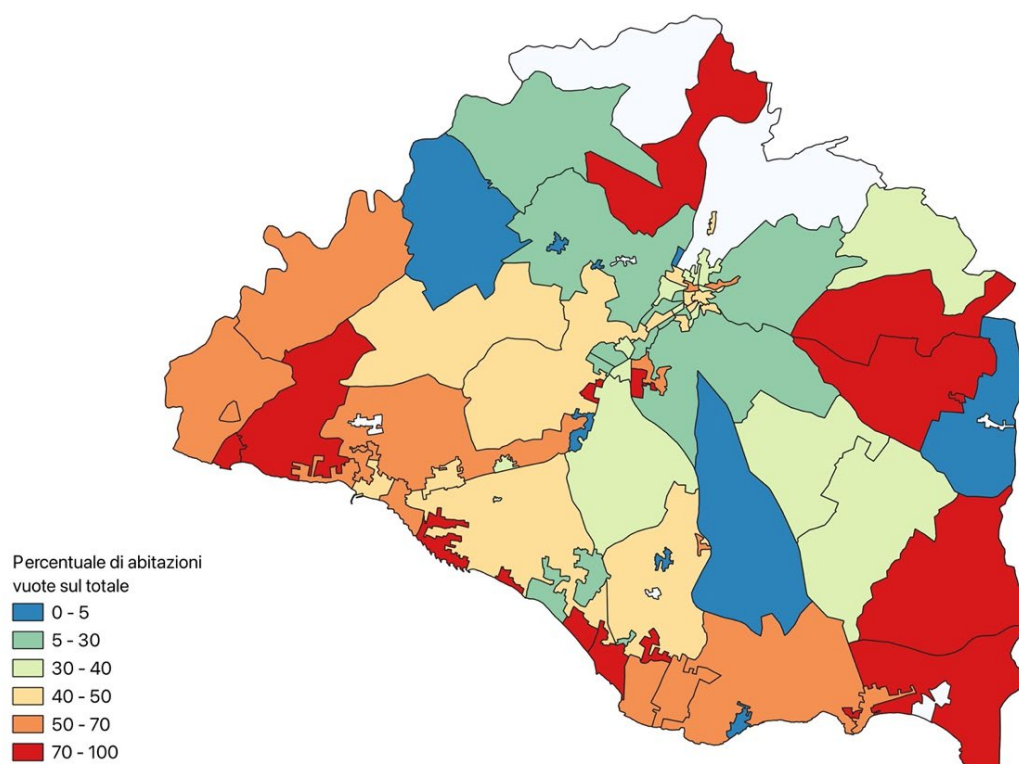 Percentuale di abitazioni
vuote sul totale
0 - 5
5 - 30
30 - 40
40 - 50
50 - 70
70 - 100